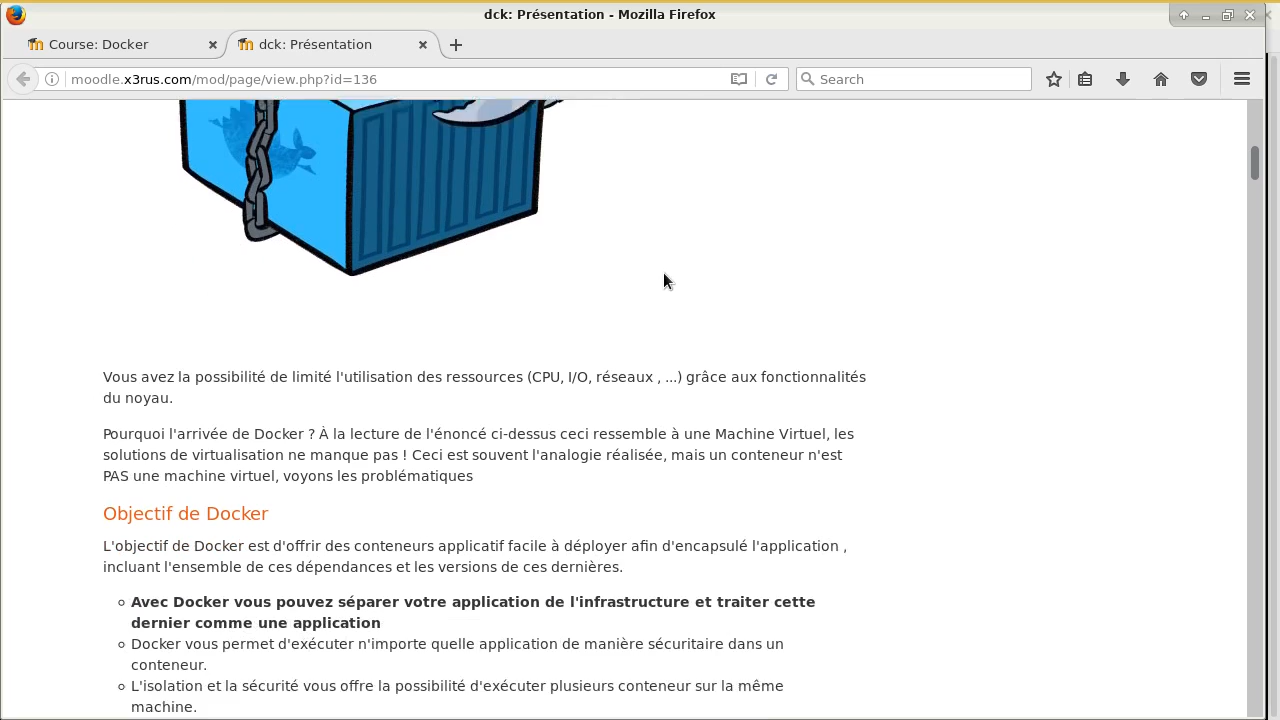 dck: Présentation - Mozilla Firefox
Course: Docker
dck: Présentation
moodle.x3rus.com/mod/page/view.php?id=136
Search
Vous avez la possibilité de limité l'utilisation des ressources (CPU, I/O, réseaux , ...) grâce aux fonctionnalités
du noyau.
Pourquoi l'arrivée de Docker ? À la lecture de l'énoncé ci-dessus ceci ressemble à une Machine Virtuel, les
solutions de virtualisation ne manque pas ! Ceci est souvent l'analogie réalisée, mais un conteneur n'est
PAS une machine virtuel, voyons les problématiques
Objectif de Docker
L'objectif de Docker est d'offrir des conteneurs applicatif facile à déployer afin d'encapsulé l'application ,
incluant l'ensemble de ces dépendances et les versions de ces dernières.
Avec Docker vous pouvez séparer votre application de l'infrastructure et traiter cette
dernier comme une application
Docker vous permet d'exécuter n'importe quelle application de manière sécuritaire dans un
conteneur.
L'isolation et la sécurité vous offre la possibilité d'exécuter plusieurs conteneur sur la même
machine.